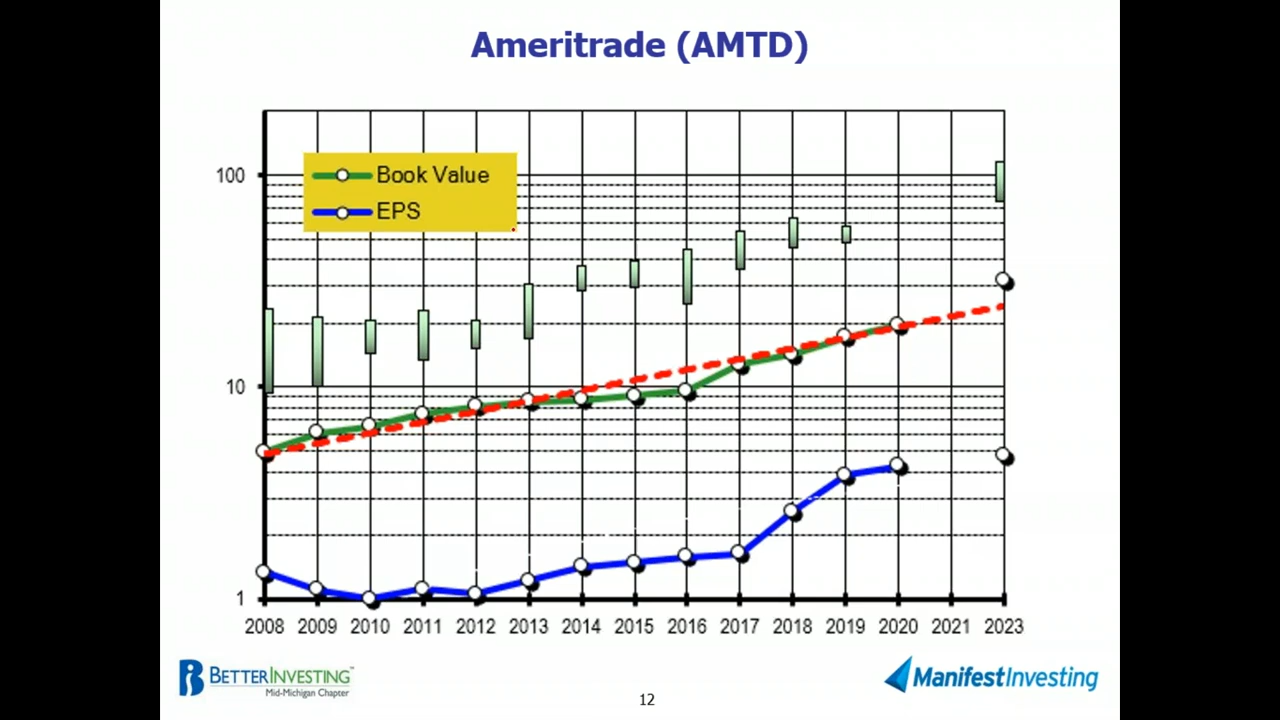 Ameritrade (AMTD)
Book Value
EPS
100
10
1
2008 2009 2010 2011 2012 2013 2014 2015 2016 2017 2018 2019 2020 2021 2023
BETTERINVESTING™
Mid-Michigan Chapter
12
ManifestInvesting